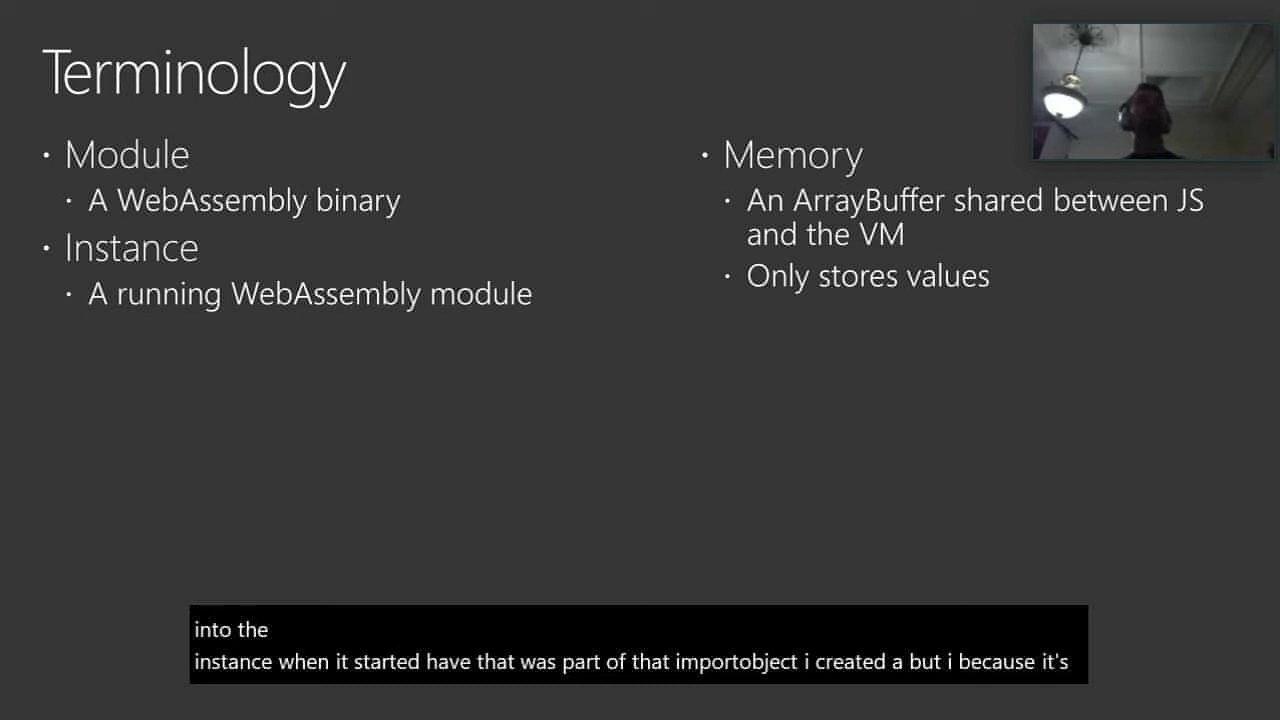 Terminology
• Module
• A WebAssembly binary
• Instance
• A running WebAssembly module
• Memory
• An ArrayBuffer shared between JS
and the VM
• Only stores values
into the
instance when it started have that was part of that importobject i created a but i because it's